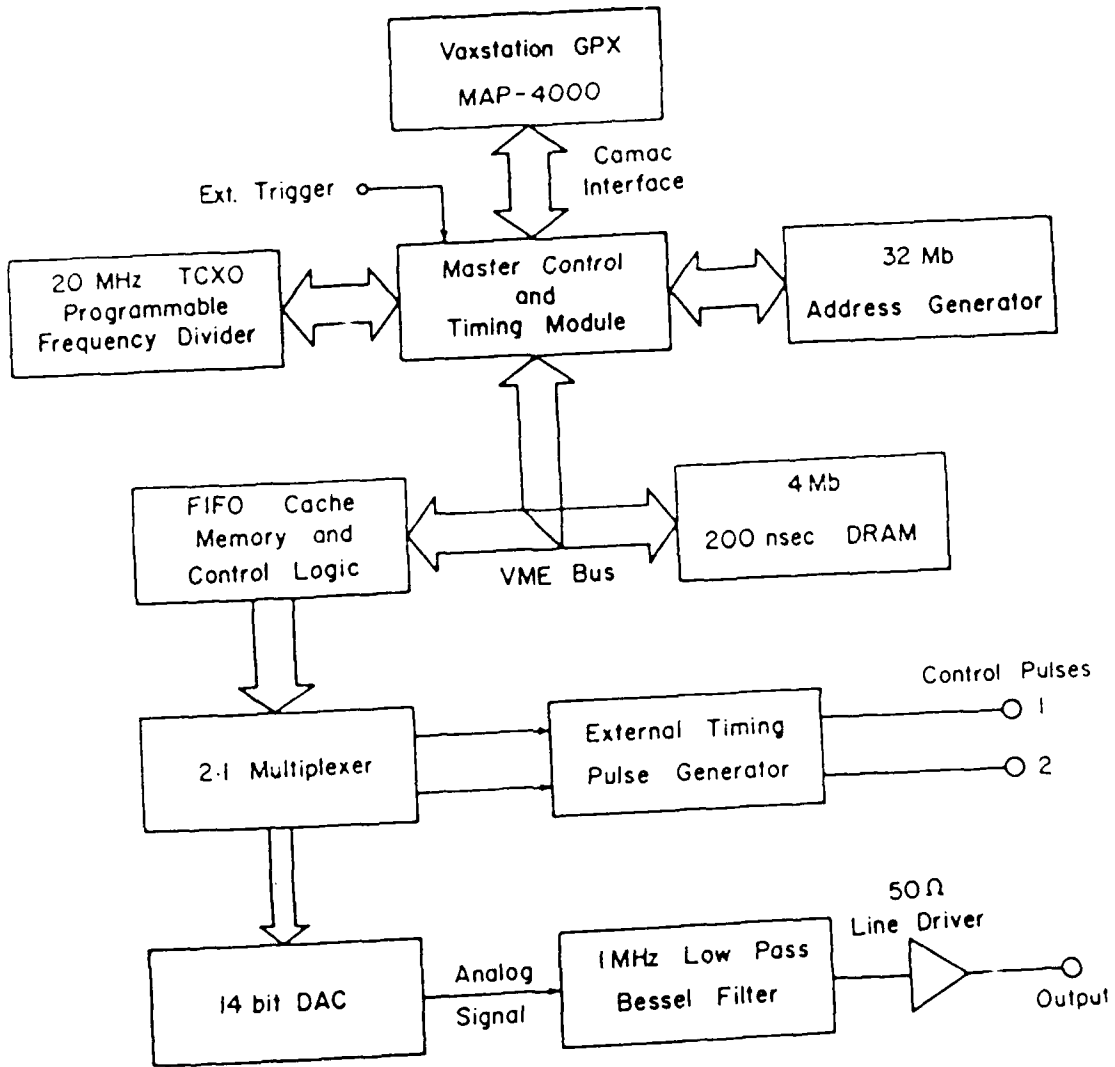 Vaxstation GPX
MAP-4000
Camac
Interface
Ext. Trigger
20 MHz TCXO
Programmable
Frequency Divider
Master Control
and
Timing Module
32 Mb
Address Generator
FIFO Cache
Memory and
Control Logic
4 Mb
200 nsec DRAM
VME Bus
Control Pulses
1
2
2·1 Multiplexer
External Timing
Pulse Generator
50Ω
Line Driver
14 bit DAC
Analog
Signal
1 MHz Low Pass
Bessel Filter
Output